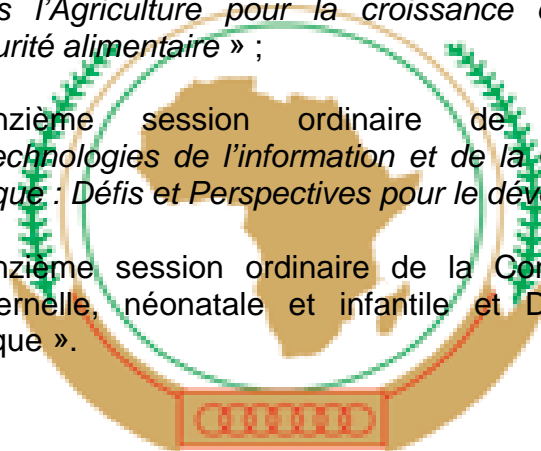 s l'Agriculture pour la croissance
urité alimentaire » ;
nzième session ordinaire de
echnologies de l'information et de la
que : Défis et Perspectives pour le dév
nzième session ordinaire de la Con
ernelle, néonatale et infantile et D
que ».